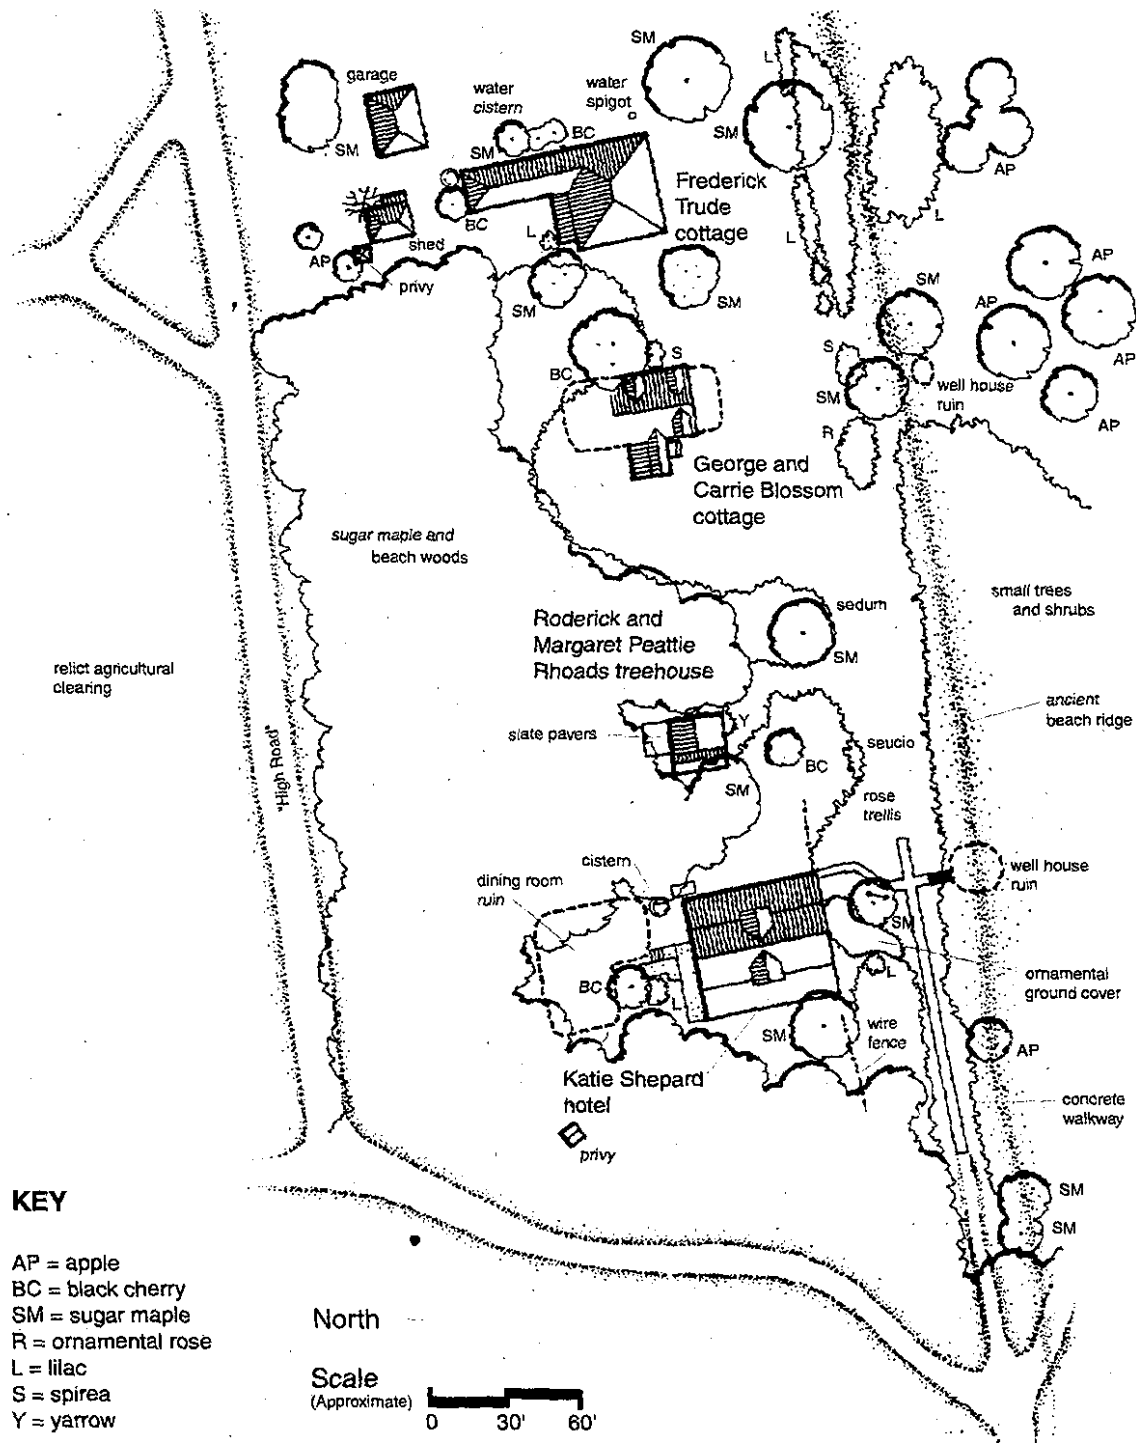 SM
L
garage
water
cistern
water
spigot
SM
BC
SM
SM
AP
Frederick
Trude
cottage
L
BC
L
L
shed
AP
privy
SM
SM
SM
AP
AP
AP
AP
BC
S
S
SM
well house
ruin
R
George and
Carrie Blossom
cottage
sugar maple and
beach woods
Roderick and
Margaret Peattie
Rhoads treehouse
sedum
SM
small trees
and shrubs
relict agricultural
clearing
"High Road"
slate pavers
Y
SM
BC
seucio
ancient
beach ridge
rose
trellis
cistern
dining room
ruin
well house
ruin
SM
BC
L
L
ornamental
ground cover
SM
wire
fence
AP
Katie Shepard
hotel
concrete
walkway
privy
SM
SM
KEY
AP = apple
BC = black cherry
SM = sugar maple
R = ornamental rose
L = lilac
S = spirea
Y = yarrow
North
Scale
(Approximate)
0 30' 60'